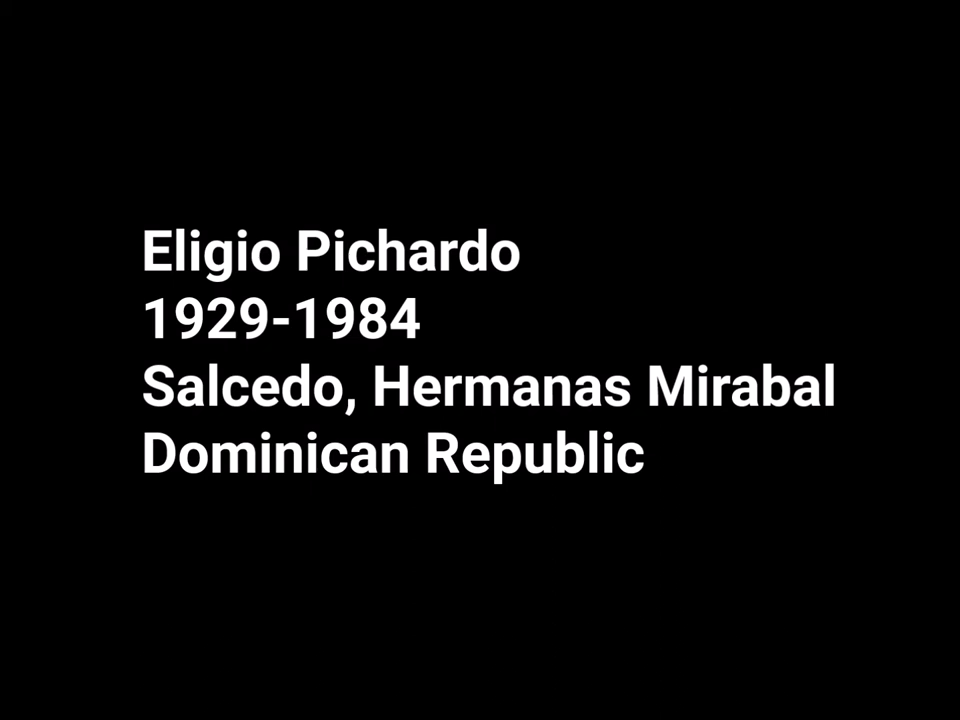 Eligio Pichardo
1929-1984
Salcedo, Hermanas Mirabal
Dominican Republic